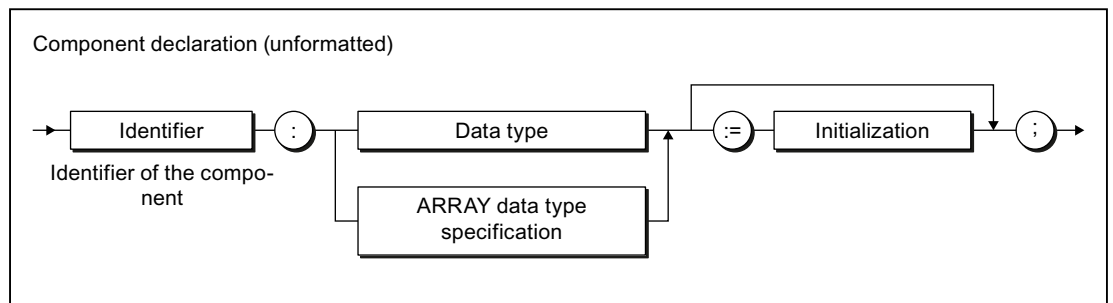 Component declaration (unformatted)
Identifier
:
Data type
:=
Initialization
;
Identifier of the compo-
nent
ARRAY data type
specification